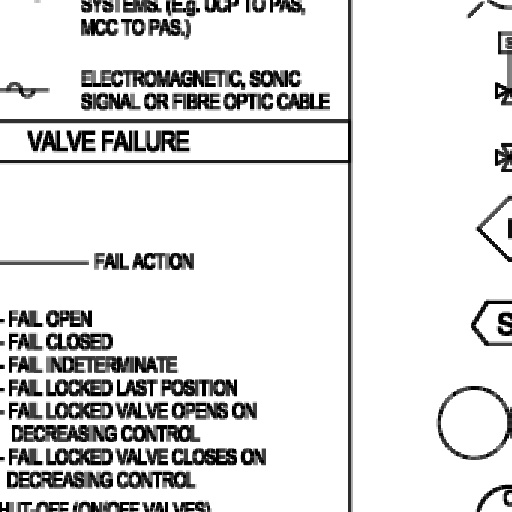 SYSTEMS. (E.g. UCP TO PAS,
MCC TO PAS.)
ELECTROMAGNETIC, SONIC
SIGNAL OR FIBRE OPTIC CABLE
VALVE FAILURE
FAIL ACTION
- FAIL OPEN
- FAIL CLOSED
- FAIL INDETERMINATE
- FAIL LOCKED LAST POSITION
- FAIL LOCKED VALVE OPENS ON
DECREASING CONTROL
- FAIL LOCKED VALVE CLOSES ON
DECREASING CONTROL
HUT-OFF (ON/OFF VALVES)
S
S